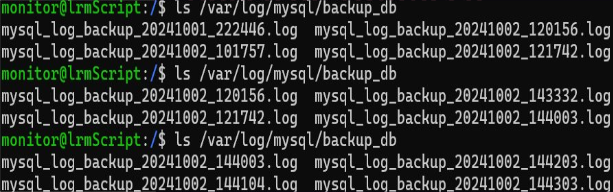 monitor@lrmScript:/$ ls /var/log/mysql/backup_db
mysql_log_backup_20241001_222446.log  mysql_log_backup_20241002_120156.log
mysql_log_backup_20241002_101757.log  mysql_log_backup_20241002_121742.log
monitor@lrmScript:/$ ls /var/log/mysql/backup_db
mysql_log_backup_20241002_120156.log  mysql_log_backup_20241002_143332.log
mysql_log_backup_20241002_121742.log  mysql_log_backup_20241002_144003.log
monitor@lrmScript:/$ ls /var/log/mysql/backup_db
mysql_log_backup_20241002_144003.log  mysql_log_backup_20241002_144203.log
mysql_log_backup_20241002_144104.log  mysql_log_backup_20241002_144303.log